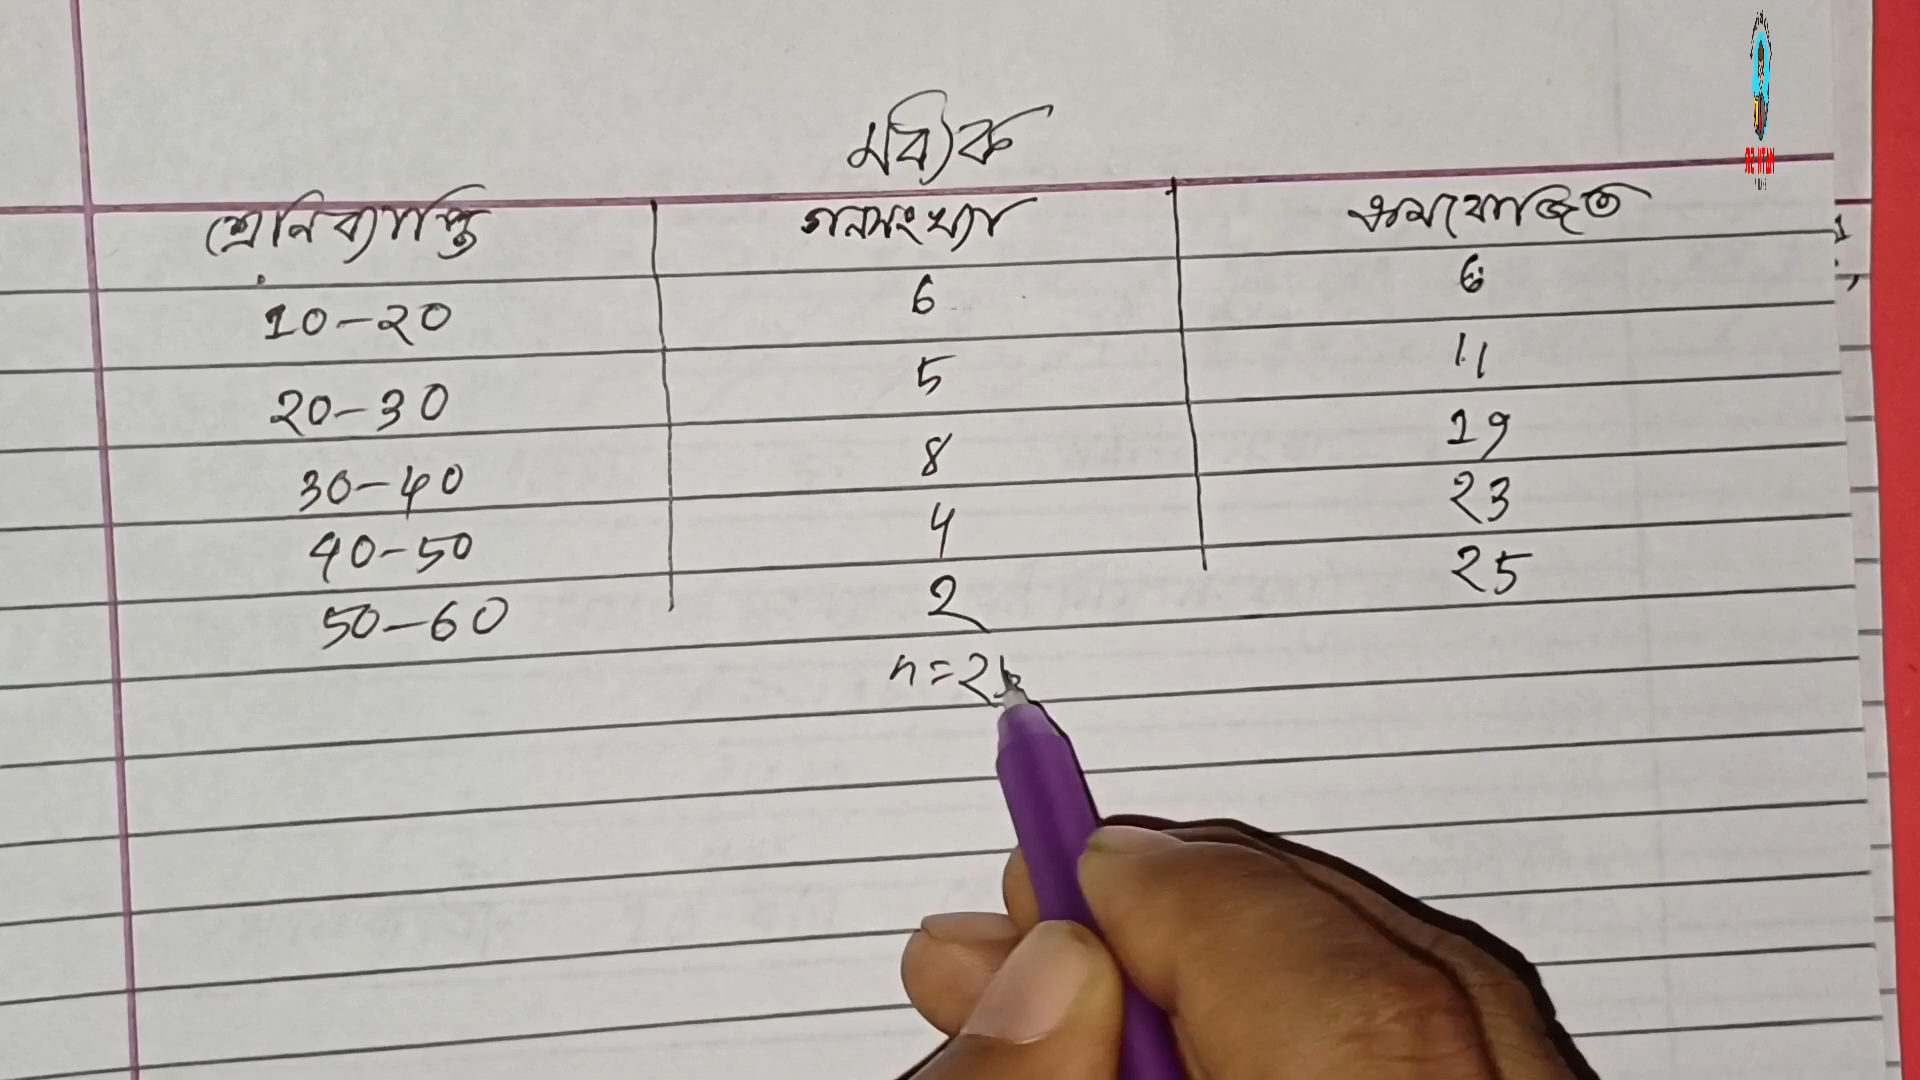 মধ্যক
শ্রেনিব্যাপ্তি গনসংখ্যা ক্রমযোজিত
10-20 6 6
20-30 5 11
30-40 8 19
40-50 4 23
50-60 2 25
n=25